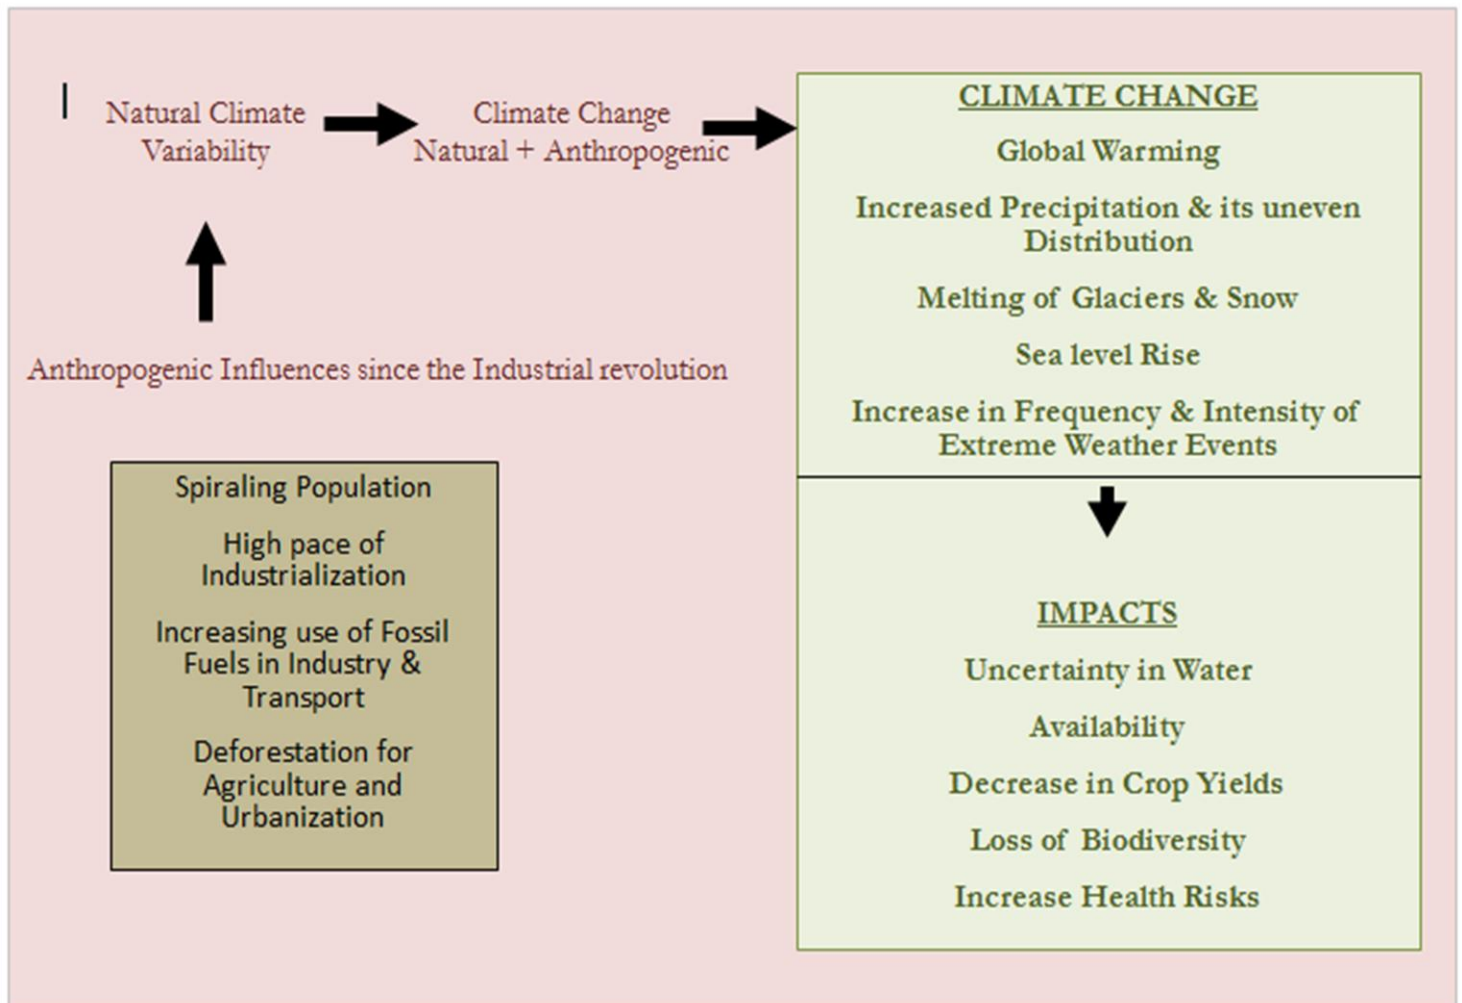 Natural Climate
Variability
Climate Change
Natural + Anthropogenic
Anthropogenic Influences since the Industrial revolution
Spiraling Population
High pace of
Industrialization
Increasing use of Fossil
Fuels in Industry &
Transport
Deforestation for
Agriculture and
Urbanization
CLIMATE CHANGE
Global Warming
Increased Precipitation & its uneven
Distribution
Melting of Glaciers & Snow
Sea level Rise
Increase in Frequency & Intensity of
Extreme Weather Events
IMPACTS
Uncertainty in Water
Availability
Decrease in Crop Yields
Loss of Biodiversity
Increase Health Risks